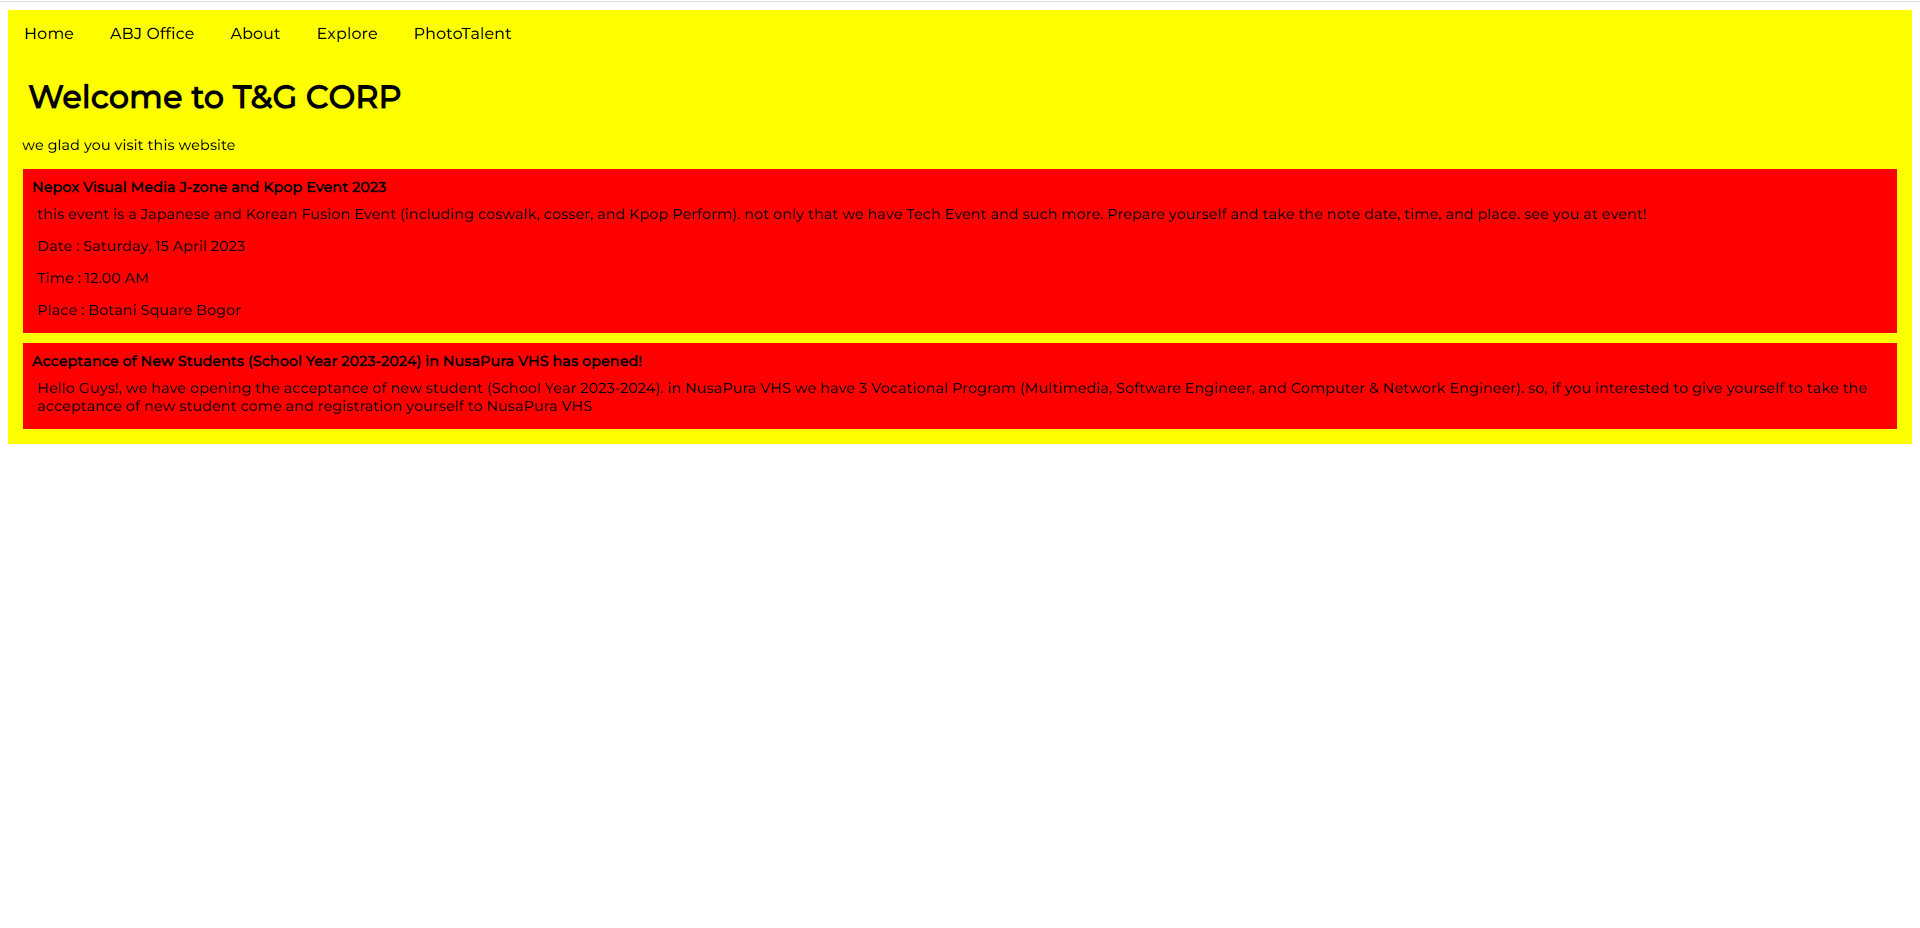 Home ABJ Office About Explore PhotoTalent
Welcome to T&G CORP
we glad you visit this website
Nepox Visual Media J-zone and Kpop Event 2023
this event is a Japanese and Korean Fusion Event (including coswalk, cosser, and Kpop Perform). not only that we have Tech Event and such more. Prepare yourself and take the note date, time, and place. see you at event!
Date : Saturday, 15 April 2023
Time : 12.00 AM
Place : Botani Square Bogor
Acceptance of New Students (School Year 2023-2024) in NusaPura VHS has opened!
Hello Guys!, we have opening the acceptance of new student (School Year 2023-2024). in NusaPura VHS we have 3 Vocational Program (Multimedia, Software Engineer, and Computer & Network Engineer). so, if you interested to give yourself to take the
acceptance of new student come and registration yourself to NusaPura VHS